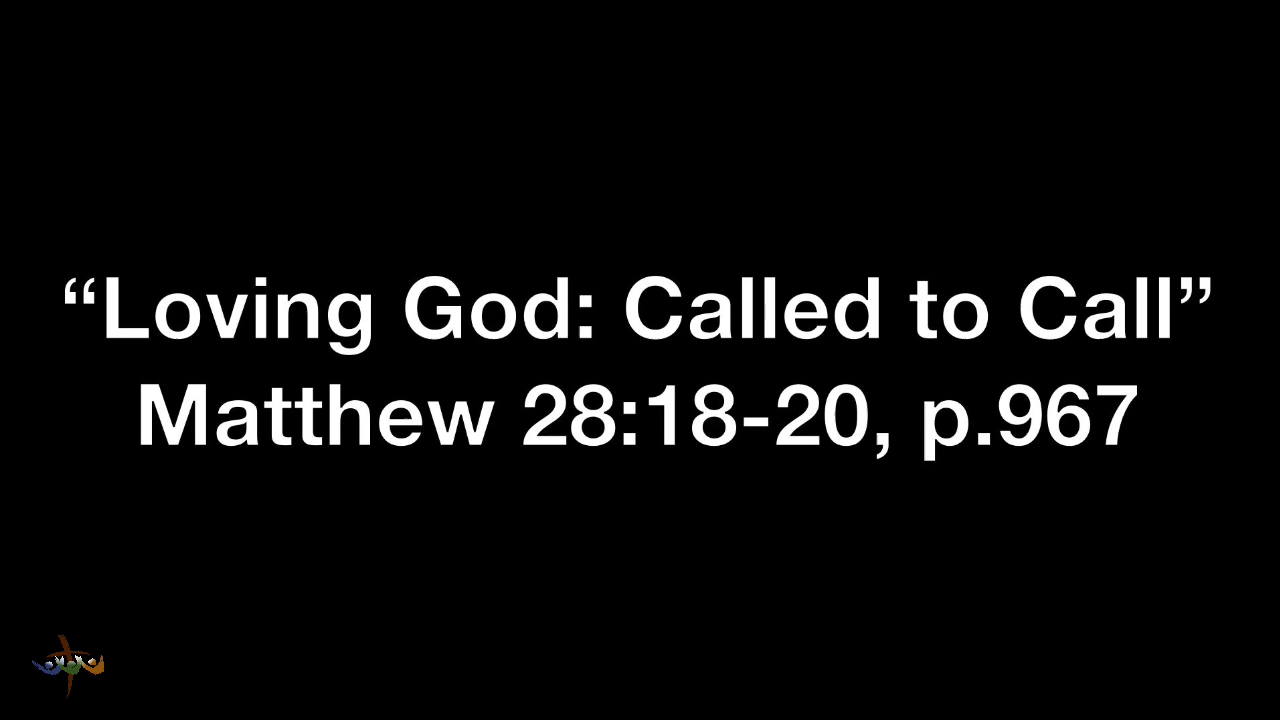 “Loving God: Called to Call”
Matthew 28:18-20, p.967